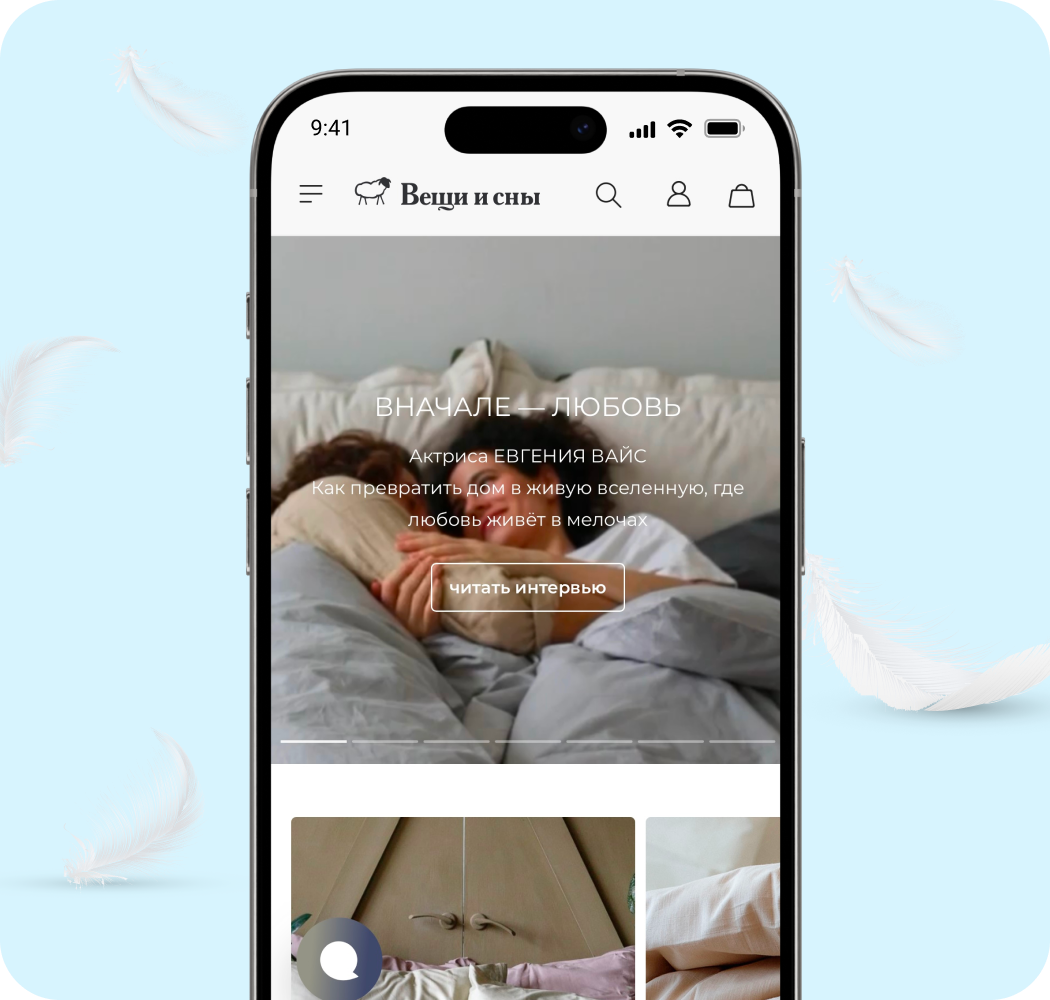 9:41
Вещи и сны
ВНАЧАЛЕ — ЛЮБОВЬ
Актриса ЕВГЕНИЯ ВАЙС
Как превратить дом в живую вселенную, где
любовь живёт в мелочах
читать интервью